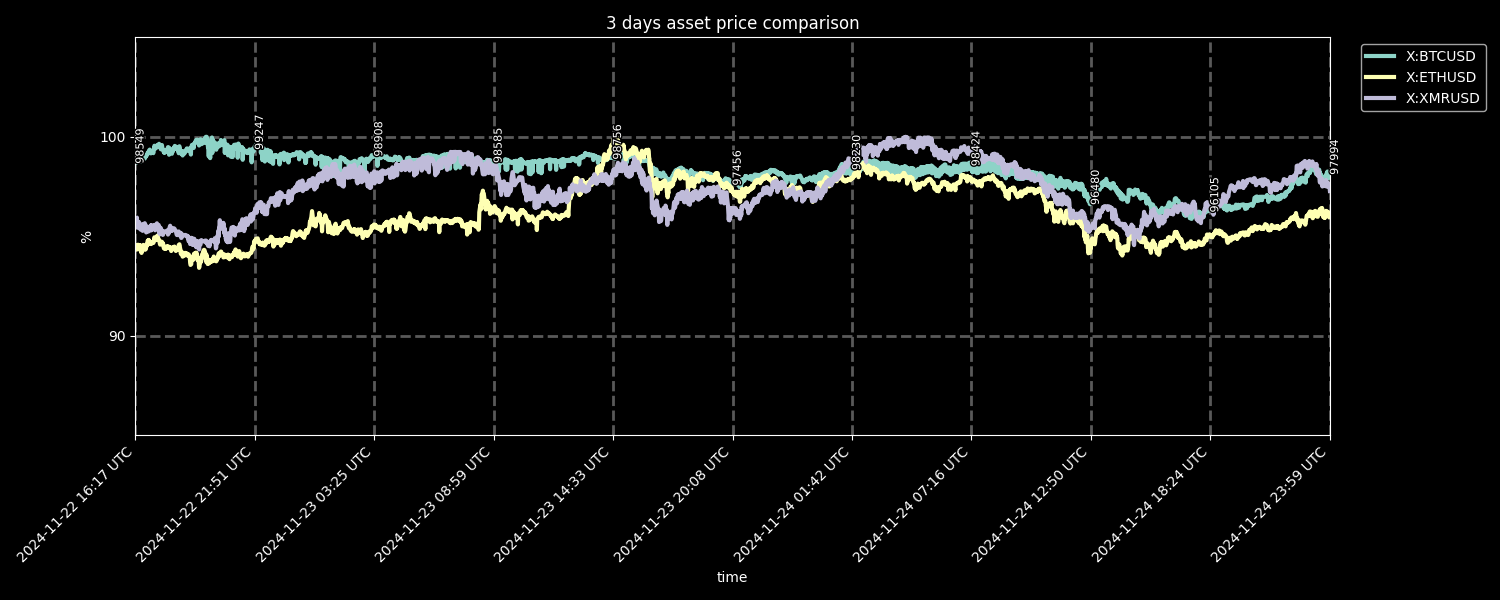 3 days asset price comparison
X:BTCUSD
X:ETHUSD
X:XMRUSD
100
90
%
98549
99247
98908
98585
98756
97456
98230
98424
96480
96105
97994
2024-11-22 16:17 UTC
2024-11-22 21:51 UTC
2024-11-23 03:25 UTC
2024-11-23 08:59 UTC
2024-11-23 14:33 UTC
2024-11-23 20:08 UTC
2024-11-24 01:42 UTC
2024-11-24 07:16 UTC
2024-11-24 12:50 UTC
2024-11-24 18:24 UTC
2024-11-24 23:59 UTC
time